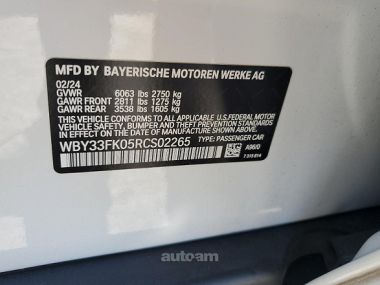 MFD BY BAYERISCHE MOTOREN WERKE AG
02/24
GVWR 6063 lbs 2750 kg
GAWR FRONT 2811 lbs 1275 kg
GAWR REAR 3538 lbs 1605 kg
THIS VEHICLE CONFORMS TO ALL APPLICABLE U.S.FEDERAL MOTOR
VEHICLE SAFETY, BUMPER, AND THEFT PREVENTION STANDARDS IN
EFFECT ON THE DATE OF MANUFACTURE SHOWN ABOVE.
WBY33FK05RCS02265 TYPE: PASSENGER CAR
A96/0
autoam